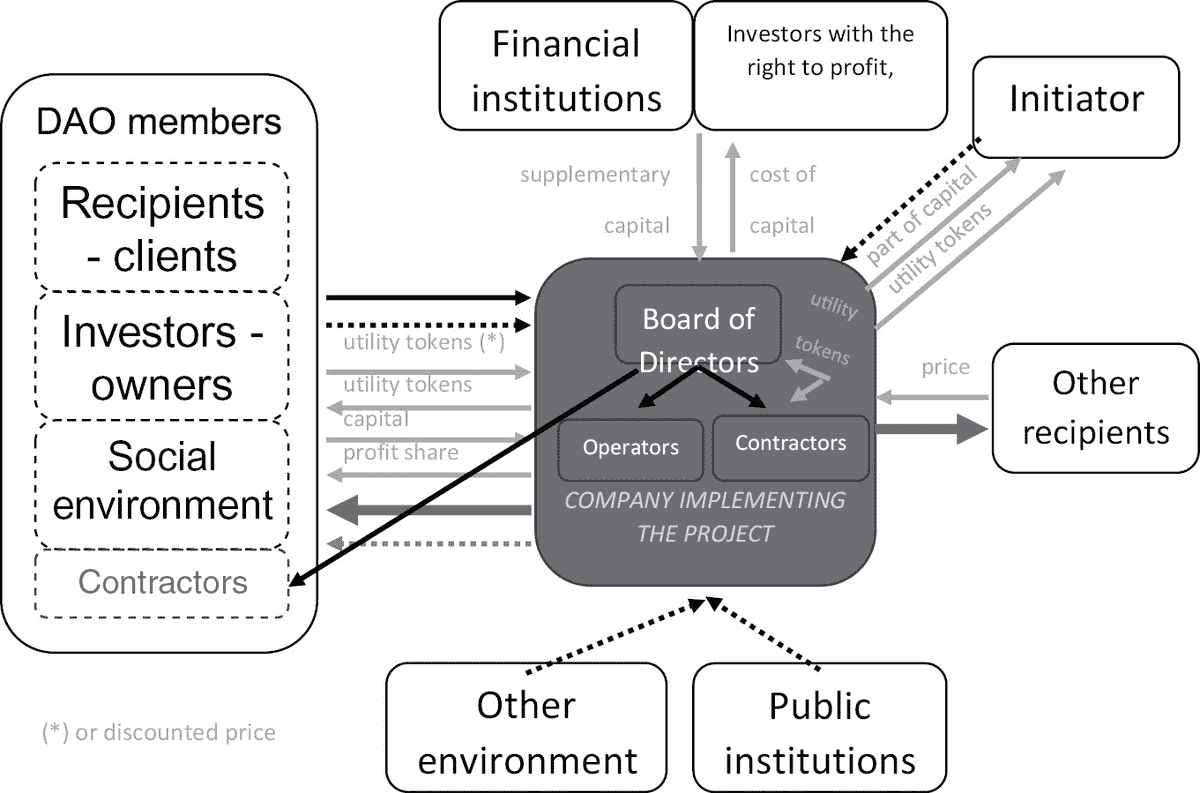 Financial
institutions
Investors with the
right to profit,
Initiator
DAO members
Recipients
- clients
Investors -
owners
Social
environment
Contractors
supplementary
capital
cost of
capital
part of capital
utility tokens
utility tokens (*)
utility tokens
capital
profit share
Board of
Directors
utility
tokens
Operators
Contractors
COMPANY IMPLEMENTING
THE PROJECT
price
Other
recipients
Other
environment
Public
institutions
(*) or discounted price